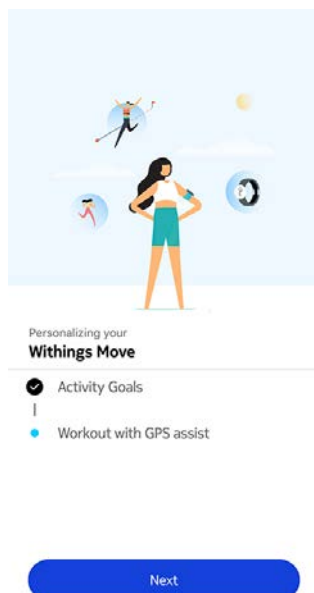 Personalizing your
Withings Move
Activity Goals
Workout with GPS assist
Next